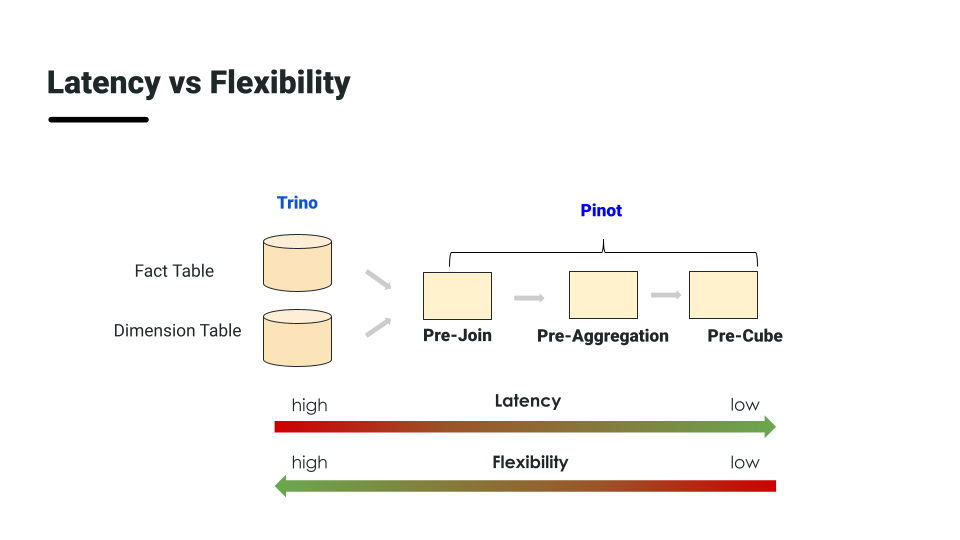 Latency vs Flexibility
Trino
Pinot
Fact Table
Dimension Table
Pre-Join
Pre-Aggregation
Pre-Cube
high
Latency
low
high
Flexibility
low